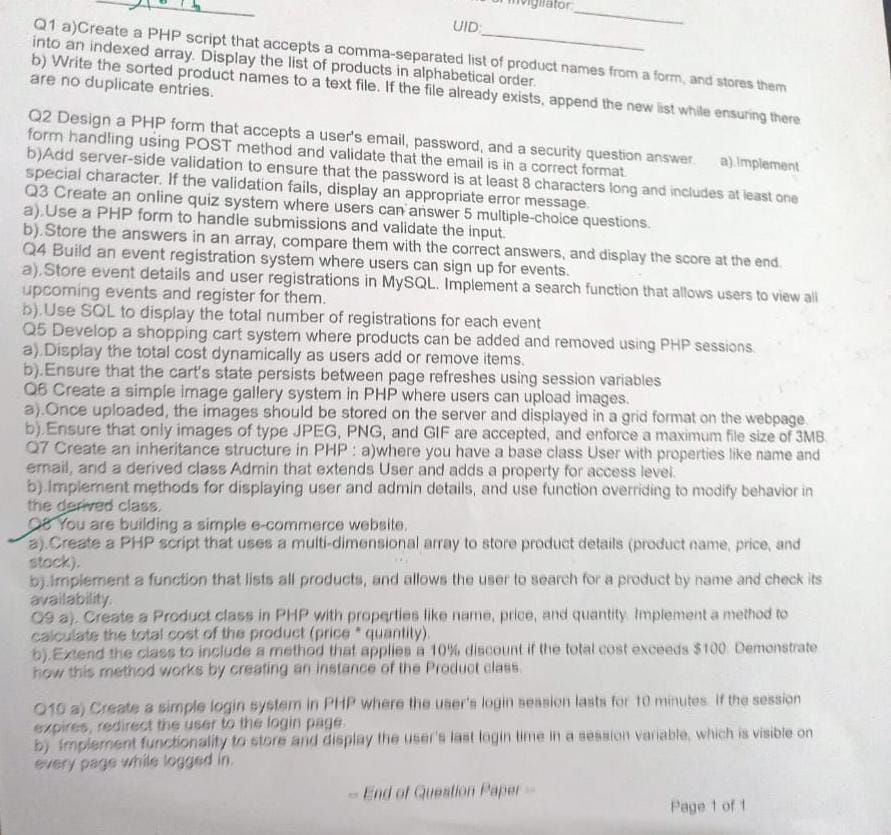 UID:
Q1 a)Create a PHP script that accepts a comma-separated list of product names from a form, and stores them
into an indexed array. Display the list of products in alphabetical order.
b) Write the sorted product names to a text file. If the file already exists, append the new list while ensuring there
are no duplicate entries.
Q2 Design a PHP form that accepts a user's email, password, and a security question answer. a).Implement
form handling using POST method and validate that the email is in a correct format.
b)Add server-side validation to ensure that the password is at least 8 characters long and includes at least one
special character. If the validation fails, display an appropriate error message.
Q3 Create an online quiz system where users can answer 5 multiple-choice questions.
a).Use a PHP form to handle submissions and validate the input.
b).Store the answers in an array, compare them with the correct answers, and display the score at the end.
Q4 Build an event registration system where users can sign up for events.
a).Store event details and user registrations in MySQL. Implement a search function that allows users to view all
upcoming events and register for them.
b).Use SQL to display the total number of registrations for each event
Q5 Develop a shopping cart system where products can be added and removed using PHP sessions.
a).Display the total cost dynamically as users add or remove items.
b).Ensure that the cart's state persists between page refreshes using session variables
Q6 Create a simple image gallery system in PHP where users can upload images.
a).Once uploaded, the images should be stored on the server and displayed in a grid format on the webpage.
b).Ensure that only images of type JPEG, PNG, and GIF are accepted, and enforce a maximum file size of 3MB.
Q7 Create an inheritance structure in PHP : a)where you have a base class User with properties like name and
email, and a derived class Admin that extends User and adds a property for access level.
b).Implement methods for displaying user and admin details, and use function overriding to modify behavior in
the derived class.
Q8 You are building a simple e-commerce website.
a).Create a PHP script that uses a multi-dimensional array to store product details (product name, price, and
stock).
b).Implement a function that lists all products, and allows the user to search for a product by name and check its
availability.
Q9 a). Create a Product class in PHP with properties like name, price, and quantity. Implement a method to
calculate the total cost of the product (price * quantity).
b).Extend the class to include a method that applies a 10% discount if the total cost exceeds $100. Demonstrate
how this method works by creating an instance of the Product class.
Q10 a) Create a simple login system in PHP where the user's login session lasts for 10 minutes. If the session
expires, redirect the user to the login page.
b) Implement functionality to store and display the user's last login time in a session variable, which is visible on
every page while logged in.
-- End of Question Paper --
Page 1 of 1